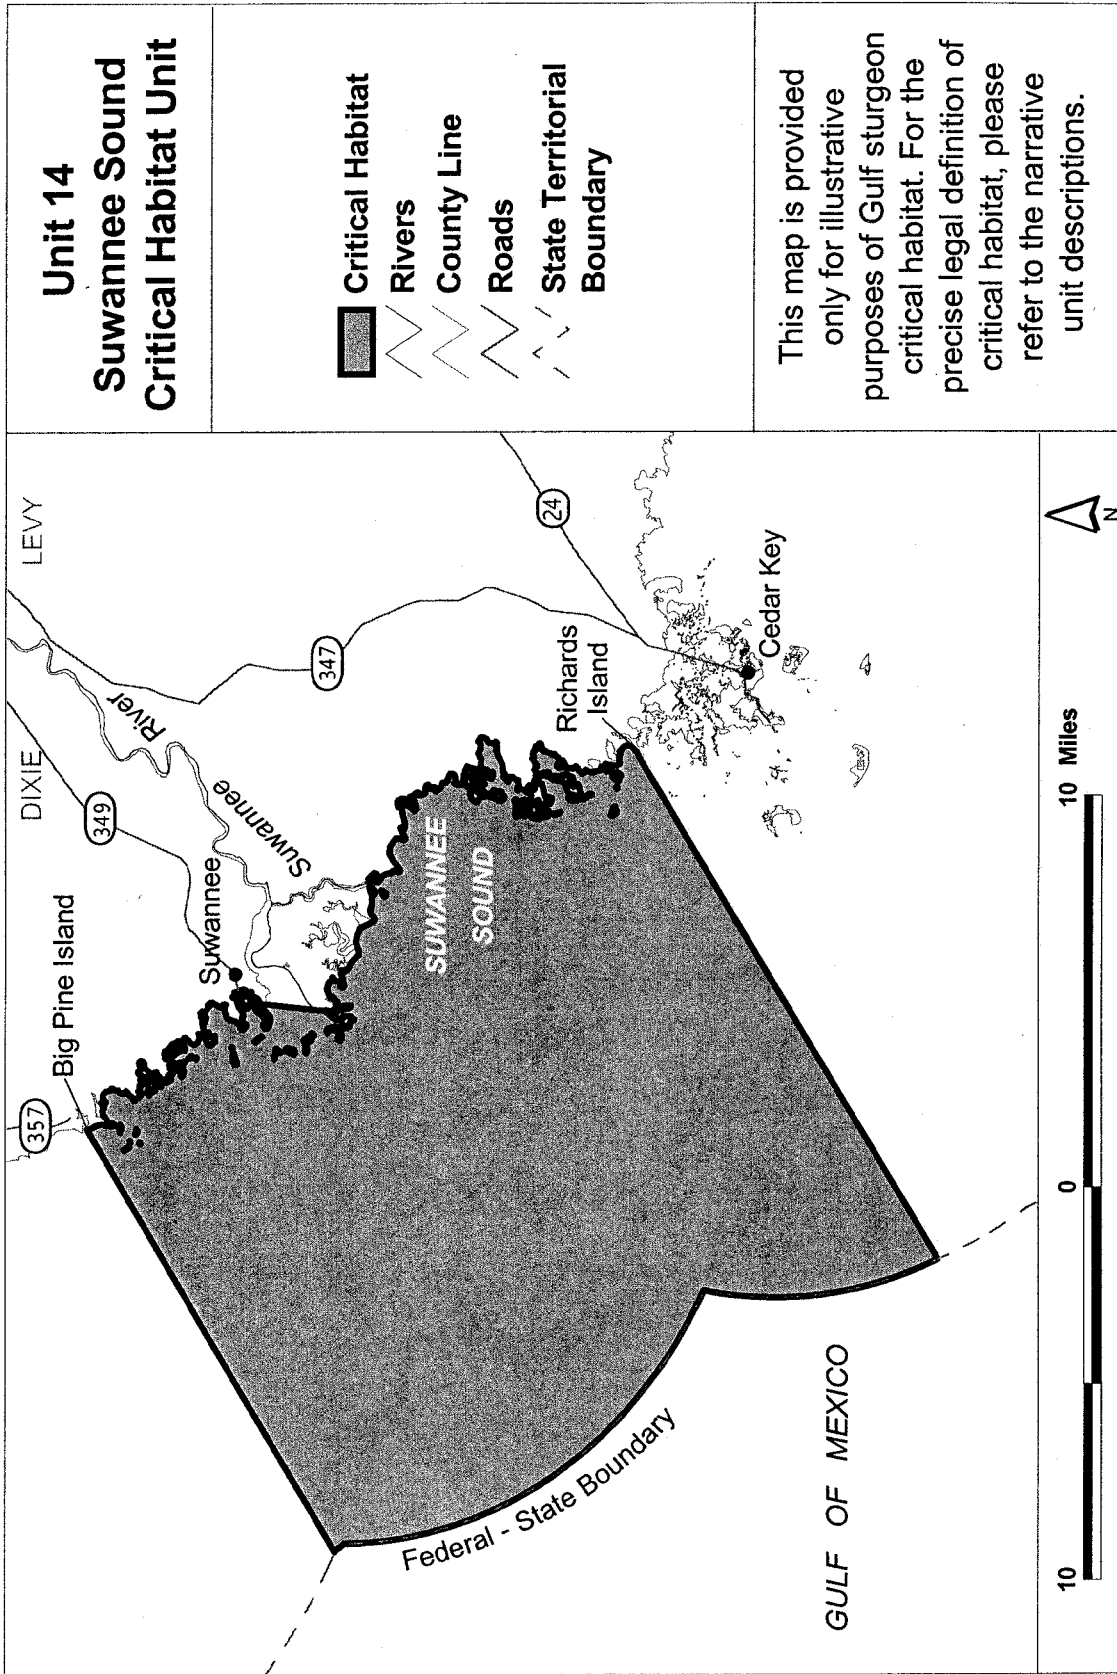 Unit 14
Suwannee Sound
Critical Habitat Unit
Critical Habitat
Rivers
County Line
Roads
State Territorial
Boundary
This map is provided
only for illustrative
purposes of Gulf sturgeon
critical habitat. For the
precise legal definition of
critical habitat, please
refer to the narrative
unit descriptions.
LEVY
DIXIE
349
River
Suwannee
347
24
357
Big Pine Island
Suwannee
SUWANNEE
SOUND
Richards
Island
Cedar Key
Federal - State Boundary
GULF OF MEXICO
10
0
10 Miles
N